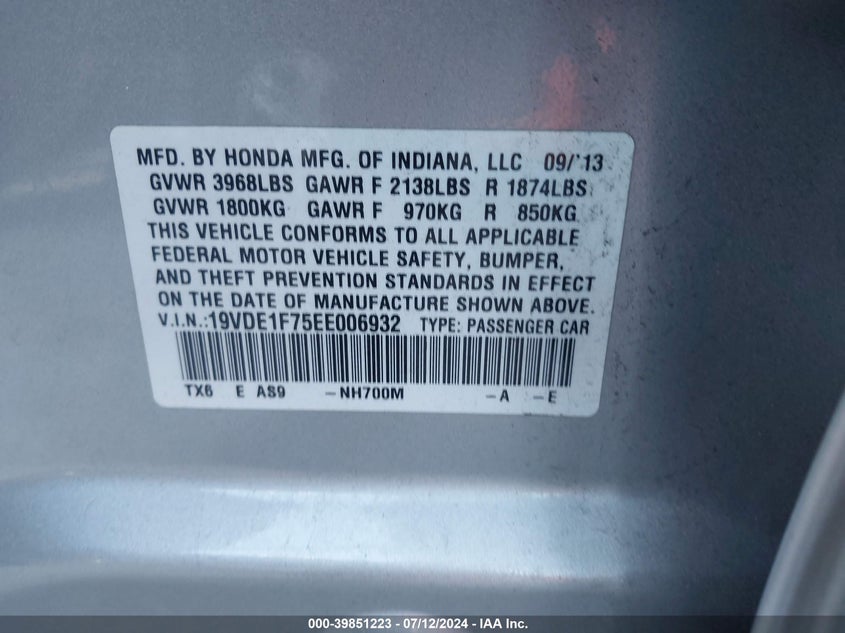 MFD. BY HONDA MFG. OF INDIANA, LLC 09/'13
GVWR 3968LBS GAWR F 2138LBS R 1874LBS
GVWR 1800KG GAWR F 970KG R 850KG
THIS VEHICLE CONFORMS TO ALL APPLICABLE
FEDERAL MOTOR VEHICLE SAFETY, BUMPER,
AND THEFT PREVENTION STANDARDS IN EFFECT
ON THE DATE OF MANUFACTURE SHOWN ABOVE.
V.I.N.:19VDE1F75EE006932 TYPE: PASSENGER CAR
TX6 E AS9 -NH700M -A -E
000-39851223 - 07/12/2024 - IAA Inc.